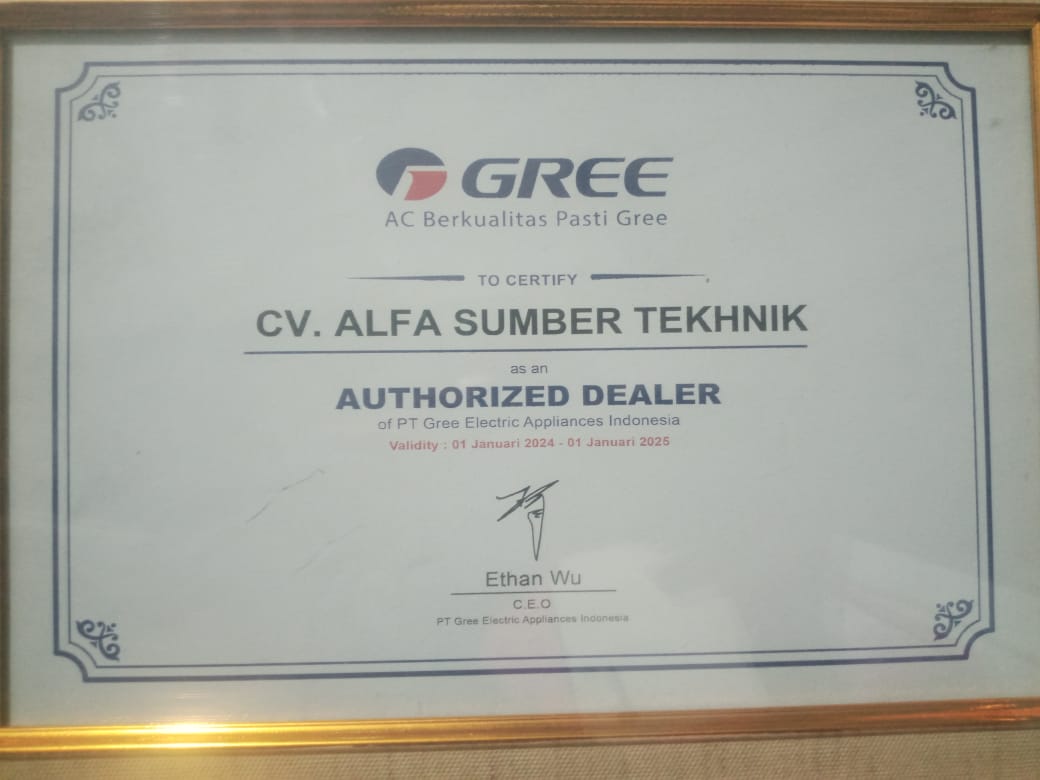 GREE
AC Berkualitas Pasti Gree
TO CERTIFY
CV. ALFA SUMBER TEKHNIK
as an
AUTHORIZED DEALER
of PT Gree Electric Appliances Indonesia
Validity : 01 Januari 2024 - 01 Januari 2025
Ethan Wu
C.E.O
PT Gree Electric Appliances Indonesia